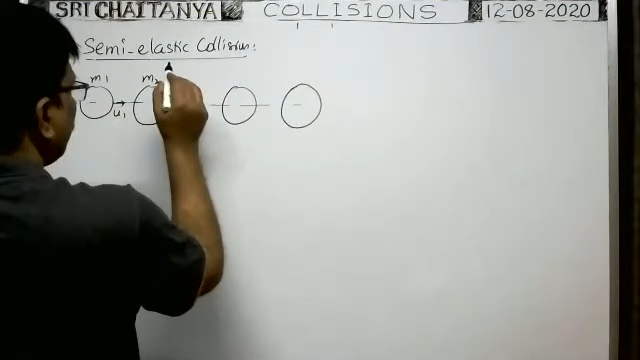 SRI CHAITANYA COLLISIONS 12-08-2020
Semi-elastic Collision:
m1 m2
u1